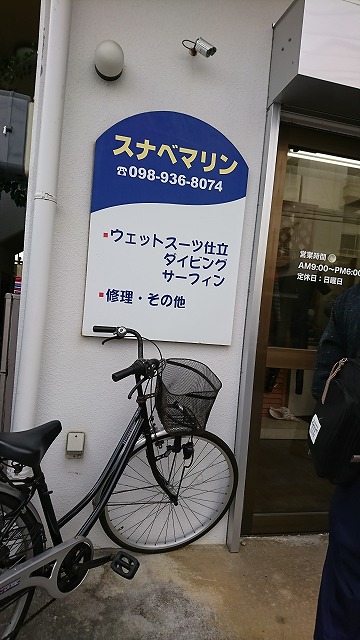 スナベマリン
☎098-936-8074
■ウェットスーツ仕立
ダイビング
サーフィン
■修理・その他
営業時間
AM9:00〜PM6:00
定休日：日曜日